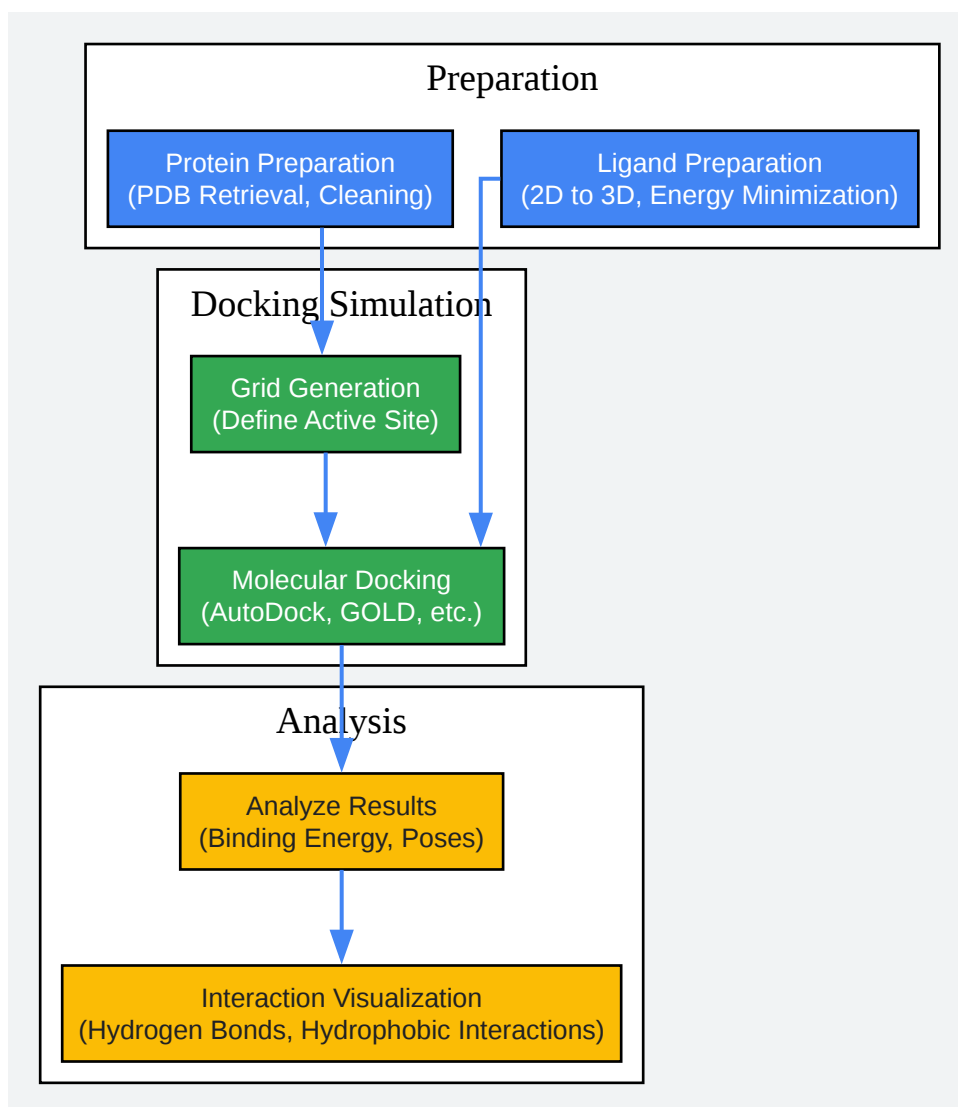 Preparation
Protein Preparation
(PDB Retrieval, Cleaning)
Ligand Preparation
(2D to 3D, Energy Minimization)
Docking Simulation
Grid Generation
(Define Active Site)
Molecular Docking
(AutoDock, GOLD, etc.)
Analysis
Analyze Results
(Binding Energy, Poses)
Interaction Visualization
(Hydrogen Bonds, Hydrophobic Interactions)